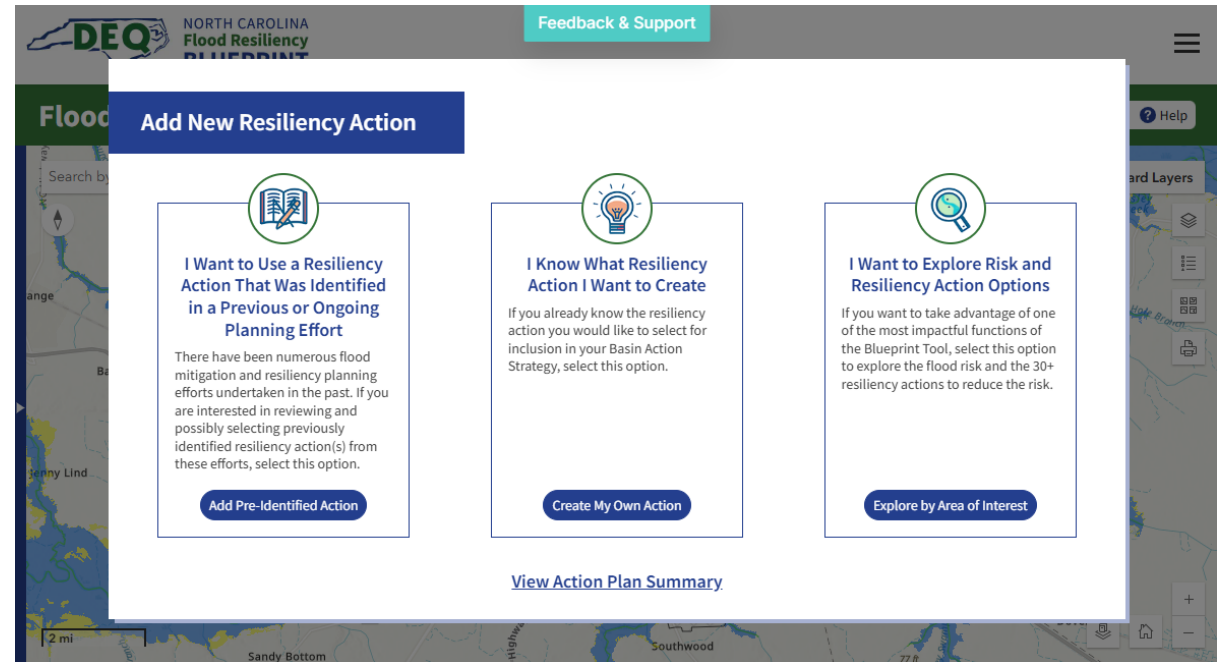 DEQ
NORTH CAROLINA
Flood Resiliency
BLUEPRINT
Feedback & Support
Flood
Help
Add New Resiliency Action
Search by
ard Layers
I Want to Use a Resiliency
Action That Was Identified
in a Previous or Ongoing
Planning Effort
There have been numerous flood
mitigation and resiliency planning
efforts undertaken in the past. If you
are interested in reviewing and
possibly selecting previously
identified resiliency action(s) from
these efforts, select this option.
Add Pre-Identified Action
I Know What Resiliency
Action I Want to Create
If you already know the resiliency
action you would like to select for
inclusion in your Basin Action
Strategy, select this option.
Create My Own Action
I Want to Explore Risk and
Resiliency Action Options
If you want to take advantage of one
of the most impactful functions of
the Blueprint Tool, select this option
to explore the flood risk and the 30+
resiliency actions to reduce the risk.
Explore by Area of Interest
View Action Plan Summary
ange
Ba
Jenny Lind
2 mi
Sandy Bottom
Highw
Southwood
77 ft